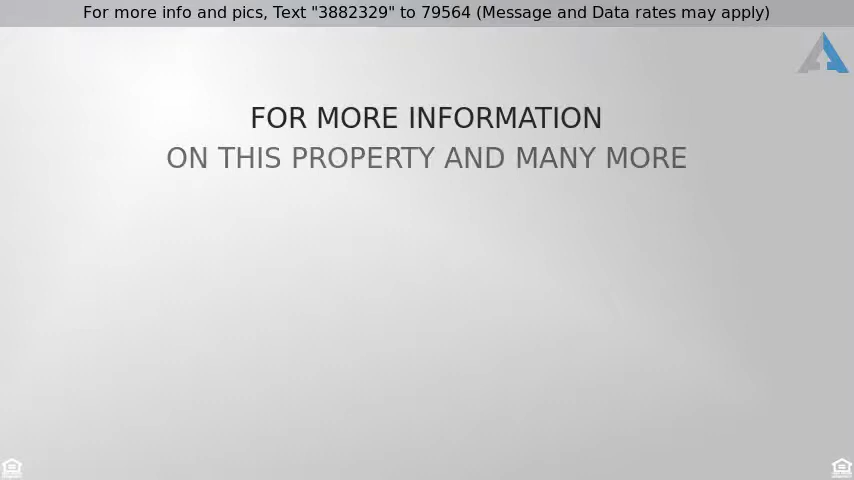 For more info and pics, Text "3882329" to 79564 (Message and Data rates may apply)
FOR MORE INFORMATION
ON THIS PROPERTY AND MANY MORE